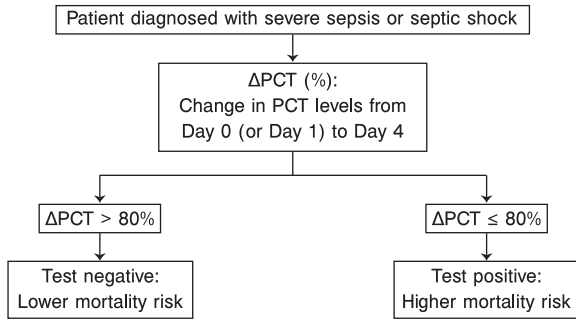 Patient diagnosed with severe sepsis or septic shock
ΔPCT (%):
Change in PCT levels from
Day 0 (or Day 1) to Day 4
ΔPCT > 80%
ΔPCT ≤ 80%
Test negative:
Lower mortality risk
Test positive:
Higher mortality risk